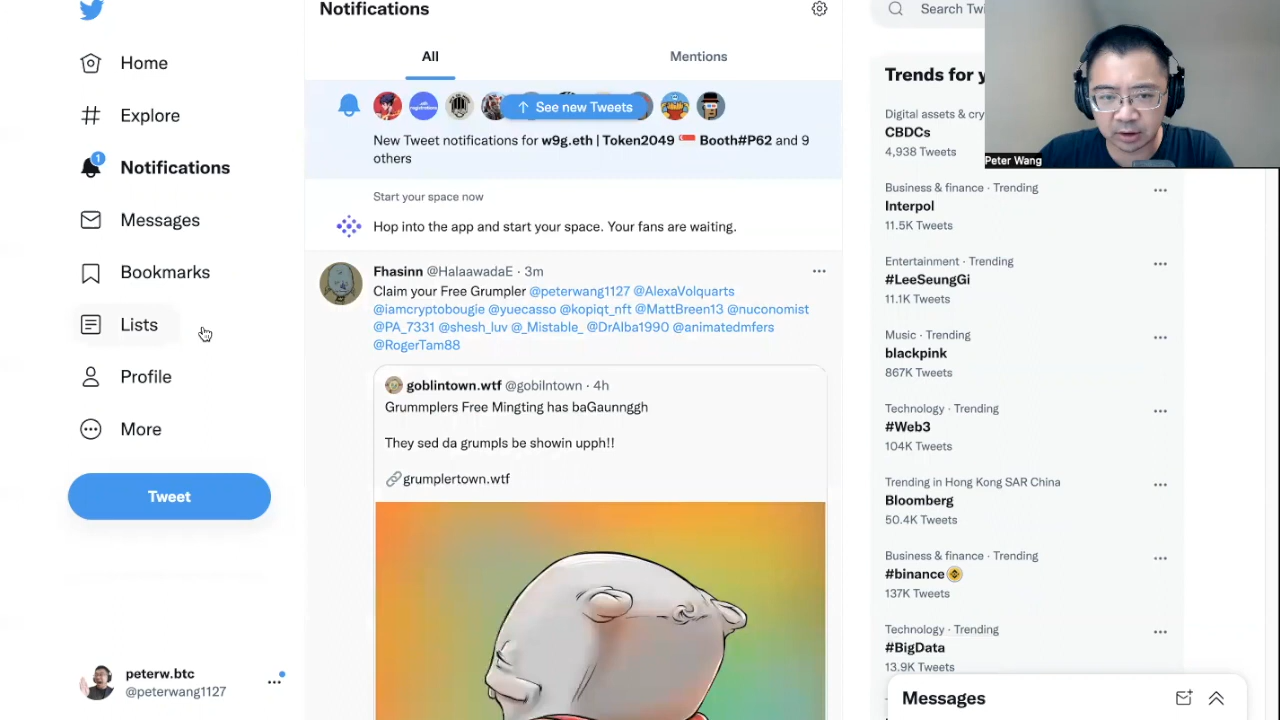 Home
Explore
1
Notifications
Messages
Bookmarks
Lists
Profile
More
Tweet
peterw.btc
@peterwang1127
Notifications
All
Mentions
See new Tweets
New Tweet notifications for w9g.eth | Token2049 Booth#P62 and 9
others
Start your space now
Hop into the app and start your space. Your fans are waiting.
Fhasinn @HalaawadaE · 3m
Claim your Free Grumpler @peterwang1127 @AlexaVolquarts
@iamcryptobougie @yuecasso @kopiqt_nft @MattBreen13 @nuconomist
@PA_7331 @shesh_luv @_Mistable_ @DrAlba1990 @animatedmfers
@RogerTam88
goblintown.wtf @gobiIntown · 4h
Grummplers Free Mingting has baGaunnggh
They sed da grumpls be showin upph!!
grumplertown.wtf
Search Twi
Trends for y
Digital assets & cry
CBDCs
4,938 Tweets
Business & finance · Trending
Interpol
11.5K Tweets
Entertainment · Trending
#LeeSeungGi
11.1K Tweets
Music · Trending
blackpink
867K Tweets
Technology · Trending
#Web3
104K Tweets
Trending in Hong Kong SAR China
Bloomberg
50.4K Tweets
Business & finance · Trending
#binance
137K Tweets
Technology · Trending
#BigData
13.9K Tweets
Messages
Peter Wang